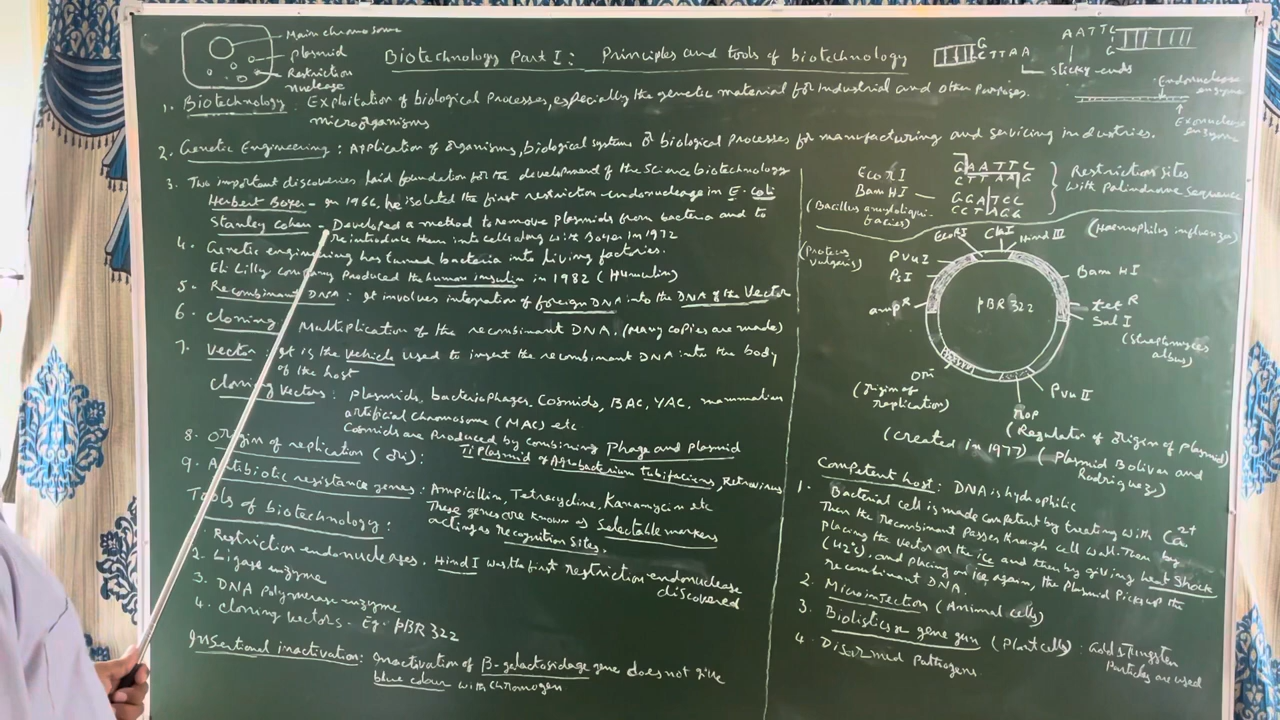 Main chromosome
plasmid
Restriction
nuclease
Biotechnology Part I: Principles and tools of biotechnology
G
CTTAA
AATTC
G
sticky-ends
Endonuclease
enzyme
Exonuclease
enzyme
1. Biotechnology: Exploitation of biological processes, especially the genetic material for Industrial and other purposes.
microorganisms
2. Genetic Engineering: Application of organisms, biological systems or biological processes for manufacturing and servicing industries.
3. Two important discoveries laid foundation for the development of the science biotechnology
Herbert Boyer - In 1966, he isolated the first restriction-endonuclease in E. coli
Stanley Cohen - Developed a method to remove plasmids from bacteria and to
reintroduce them into cells along with Boyer in 1972
4. Genetic engineering has turned bacteria into living factories.
Eli Lilly company produced the human insulin in 1982 (Humulin)
5. Recombinant DNA: It involves integration of foreign DNA into the DNA of the Vector
6. Cloning: Multiplication of the recombinant DNA. (Many copies are made)
7. Vector: It is the vehicle used to insert the recombinant DNA into the body
of the host
Cloning Vectors: Plasmids, bacteriophages, Cosmids, BAC, YAC, mammalian
artificial chromosome (MAC) etc
Cosmids are produced by combining Phage and plasmid
8. Origin of replication (ori): Ti Plasmid of Agrobacterium tubifaciens, Retrovirus
9. Antibiotic resistance genes: Ampicillin, Tetracycline, Kanamycin etc
These genes are known as Selectable markers
acting as recognition sites.
Tools of biotechnology:
Restriction endonucleases. Hind I was the first restriction-endonuclease
discovered
2. Ligase enzyme
3. DNA Polymerase enzyme
4. Cloning vectors - Eg: pBR322
Insertional inactivation: Inactivation of β-galactosidase gene does not give
blue colour with chromogen
EcoRI
BamHI
(Bacillus amyloliqui-
facies)
GAATTC
CTTAAG
GGATCC
CCTAGG
Restriction sites
with Palindrome sequence
(Proteus
vulgaris)
EcoRI
ClaI
Hind III
(Haemophilus influenza)
PvuI
PsI
Bam HI
ampR
pBR 322
tetR
Sal I
(Streptomyces
albus)
ori
(Origin of
replication)
Pvu II
Rop
(Regulator of origin of plasmid)
(created in 1977) (Plasmid Bolivar and
Rodriguez)
Competent host: DNA is hydrophilic
1. Bacterial cell is made competent by treating with Ca2+
Then the recombinant passes through cell wall. Then by
placing the vector on the ice and then by giving heat shock
(42°c). and placing on ice again, the plasmid picks up the
recombinant DNA.
2. Microinjection (Animal cells)
3. Biolistics or gene gun (Plant cells): Gold & Tungsten
Particles are used
4. Disarmed pathogens.